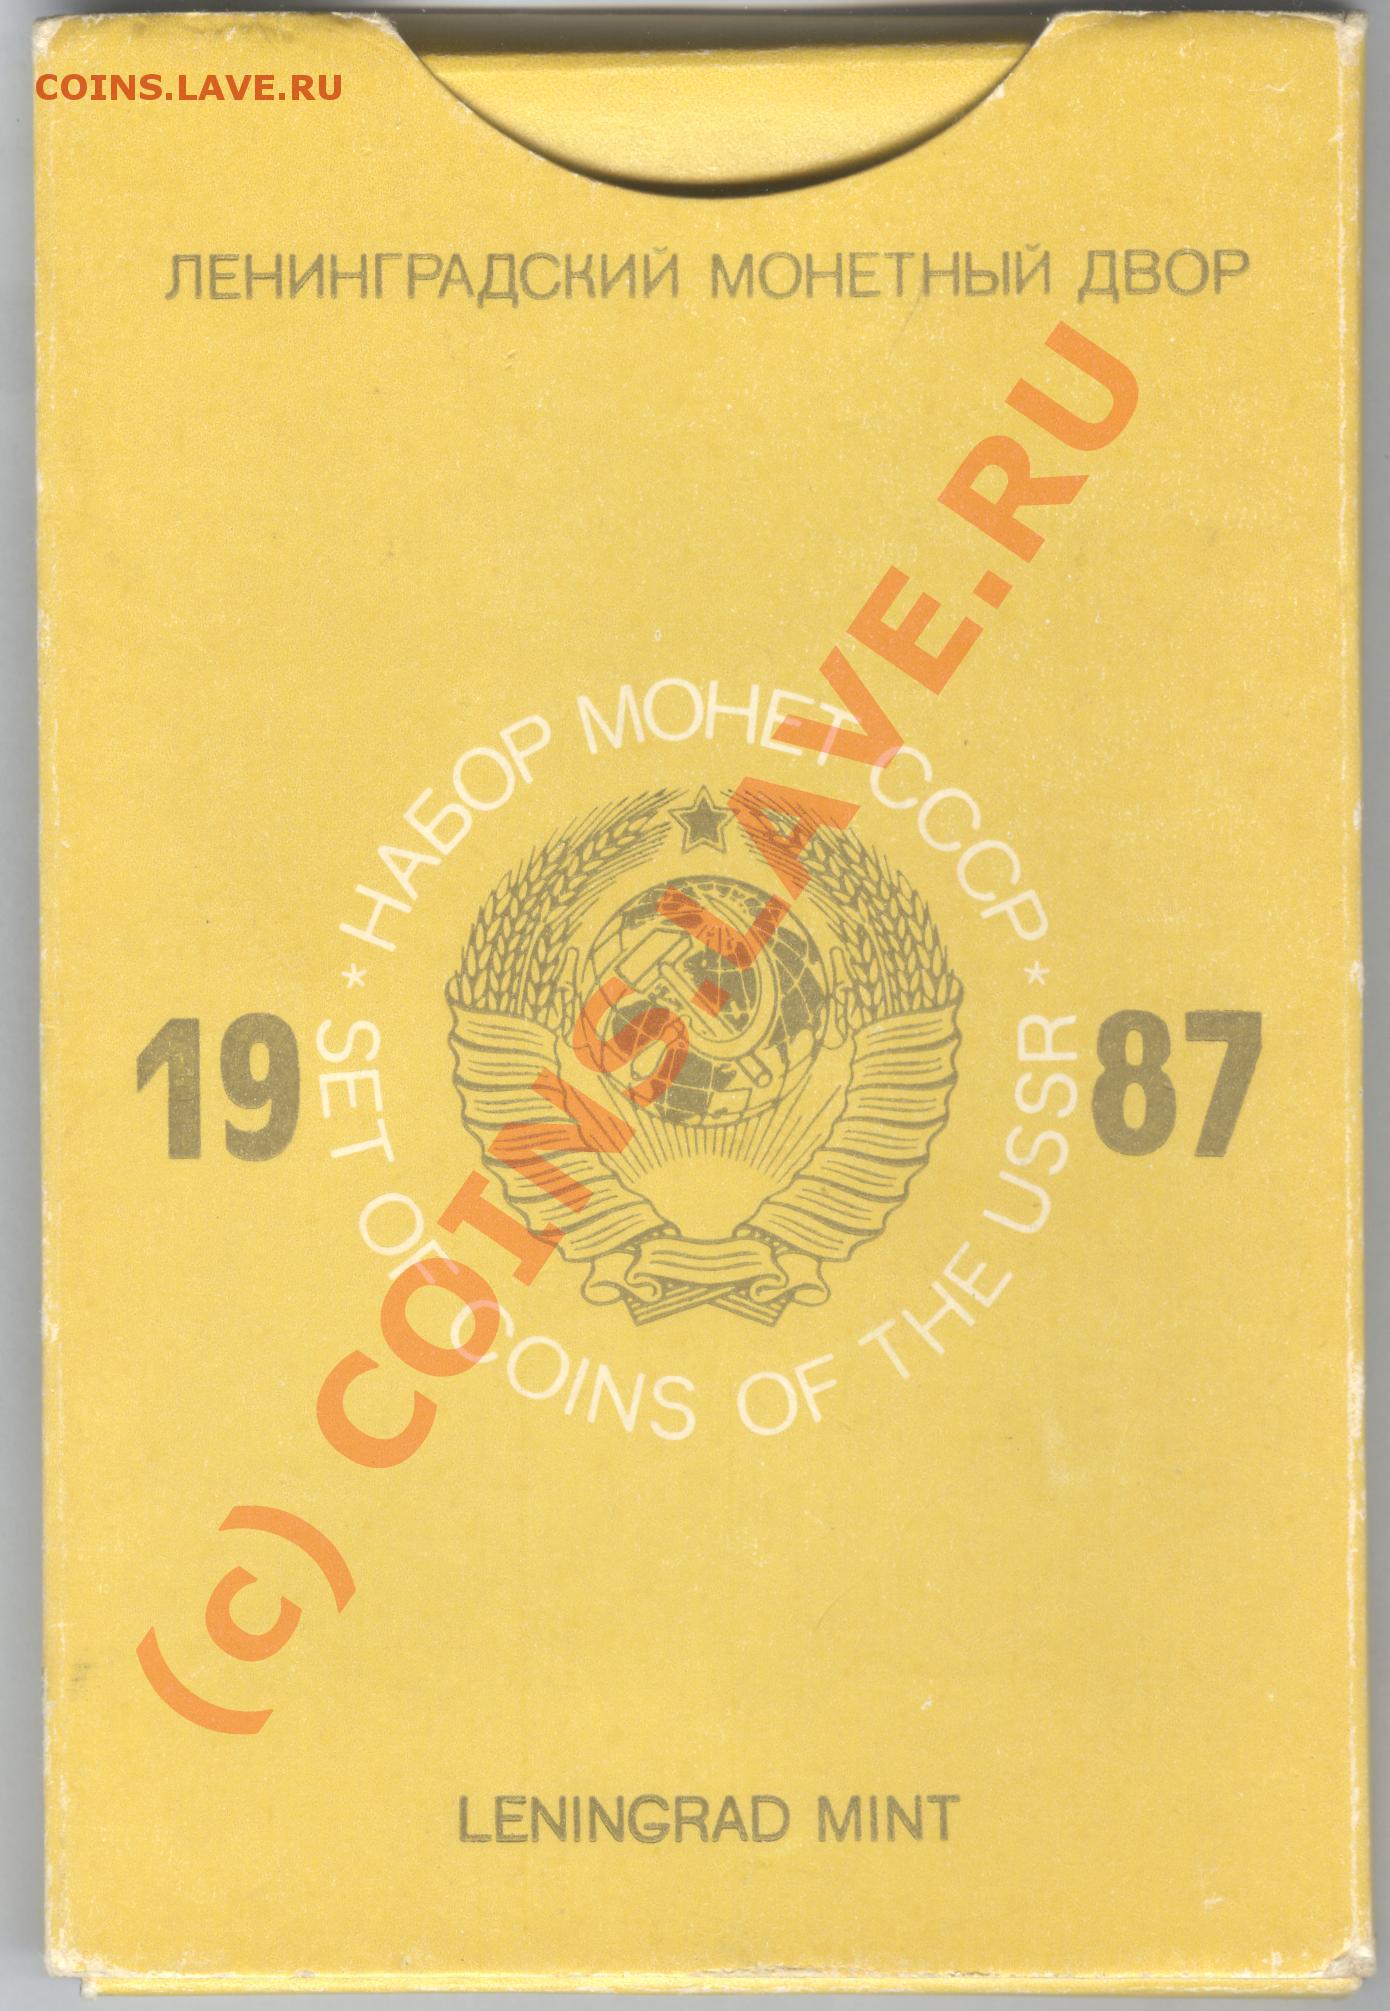 COINS.LAVE.RU
ЛЕНИНГРАДСКИЙ МОНЕТНЫЙ ДВОР
* НАБОР МОНЕТ СССР *
19 87
SET OF COINS OF THE USSR
(c) COINS.LAVE.RU
LENINGRAD MINT